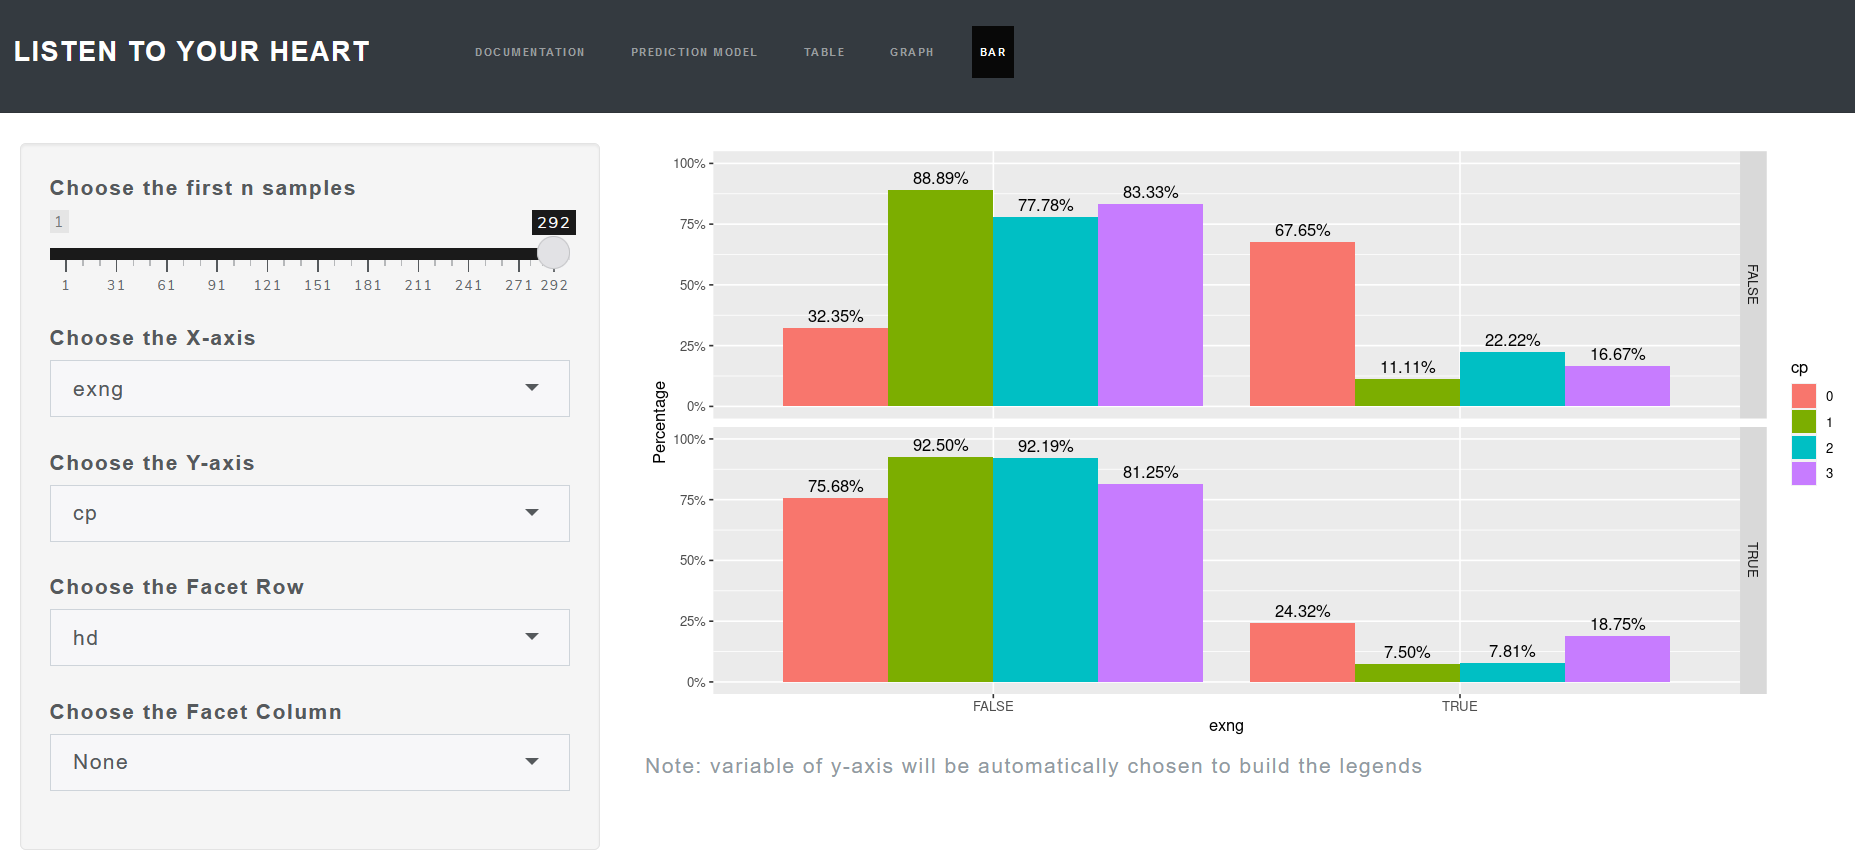 LISTEN TO YOUR HEART
DOCUMENTATION
PREDICTION MODEL
TABLE
GRAPH
BAR
Choose the first n samples
1
292
1 31 61 91 121 151 181 211 241 271 292
Choose the X-axis
exng
Choose the Y-axis
cp
Choose the Facet Row
hd
Choose the Facet Column
None
Percentage
100%
75%
50%
25%
0%
32.35%
88.89%
77.78%
83.33%
67.65%
11.11%
22.22%
16.67%
FALSE
100%
75%
50%
25%
0%
75.68%
92.50%
92.19%
81.25%
24.32%
7.50%
7.81%
18.75%
TRUE
FALSE
TRUE
exng
cp
0
1
2
3
Note: variable of y-axis will be automatically chosen to build the legends